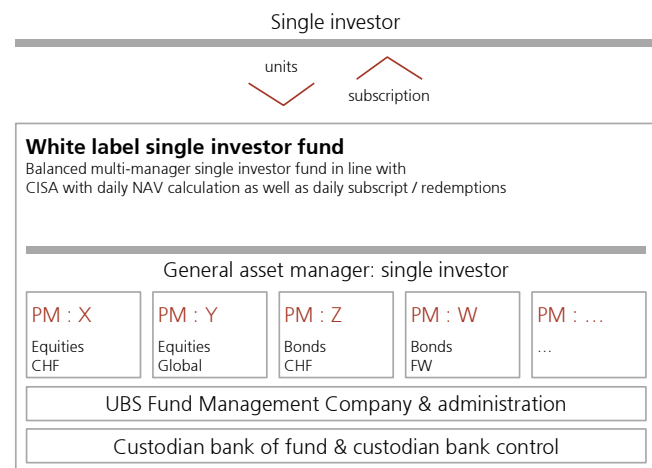 Single investor
units
subscription
White label single investor fund
Balanced multi-manager single investor fund in line with
CISA with daily NAV calculation as well as daily subscript / redemptions
General asset manager: single investor
PM : X
Equities
CHF
PM : Y
Equities
Global
PM : Z
Bonds
CHF
PM : W
Bonds
FW
PM : …
…
UBS Fund Management Company & administration
Custodian bank of fund & custodian bank control